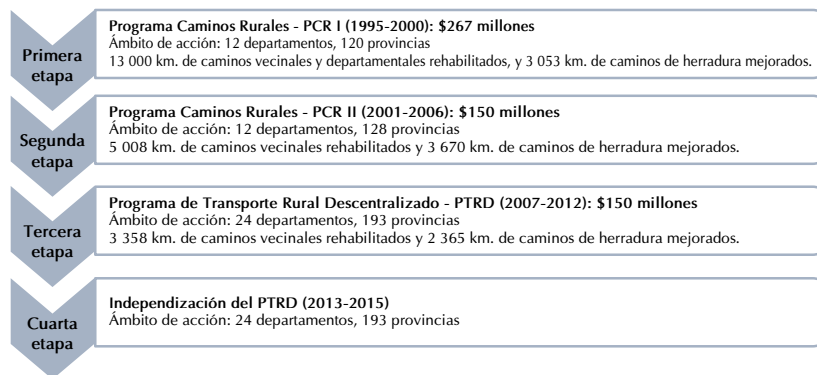 Primera
etapa
Programa Caminos Rurales - PCR I (1995-2000): $267 millones
Ámbito de acción: 12 departamentos, 120 provincias
13 000 km. de caminos vecinales y departamentales rehabilitados, y 3 053 km. de caminos de herradura mejorados.
Segunda
etapa
Programa Caminos Rurales - PCR II (2001-2006): $150 millones
Ámbito de acción: 12 departamentos, 128 provincias
5 008 km. de caminos vecinales rehabilitados y 3 670 km. de caminos de herradura mejorados.
Tercera
etapa
Programa de Transporte Rural Descentralizado - PTRD (2007-2012): $150 millones
Ámbito de acción: 24 departamentos, 193 provincias
3 358 km. de caminos vecinales rehabilitados y 2 365 km. de caminos de herradura mejorados.
Cuarta
etapa
Independización del PTRD (2013-2015)
Ámbito de acción: 24 departamentos, 193 provincias